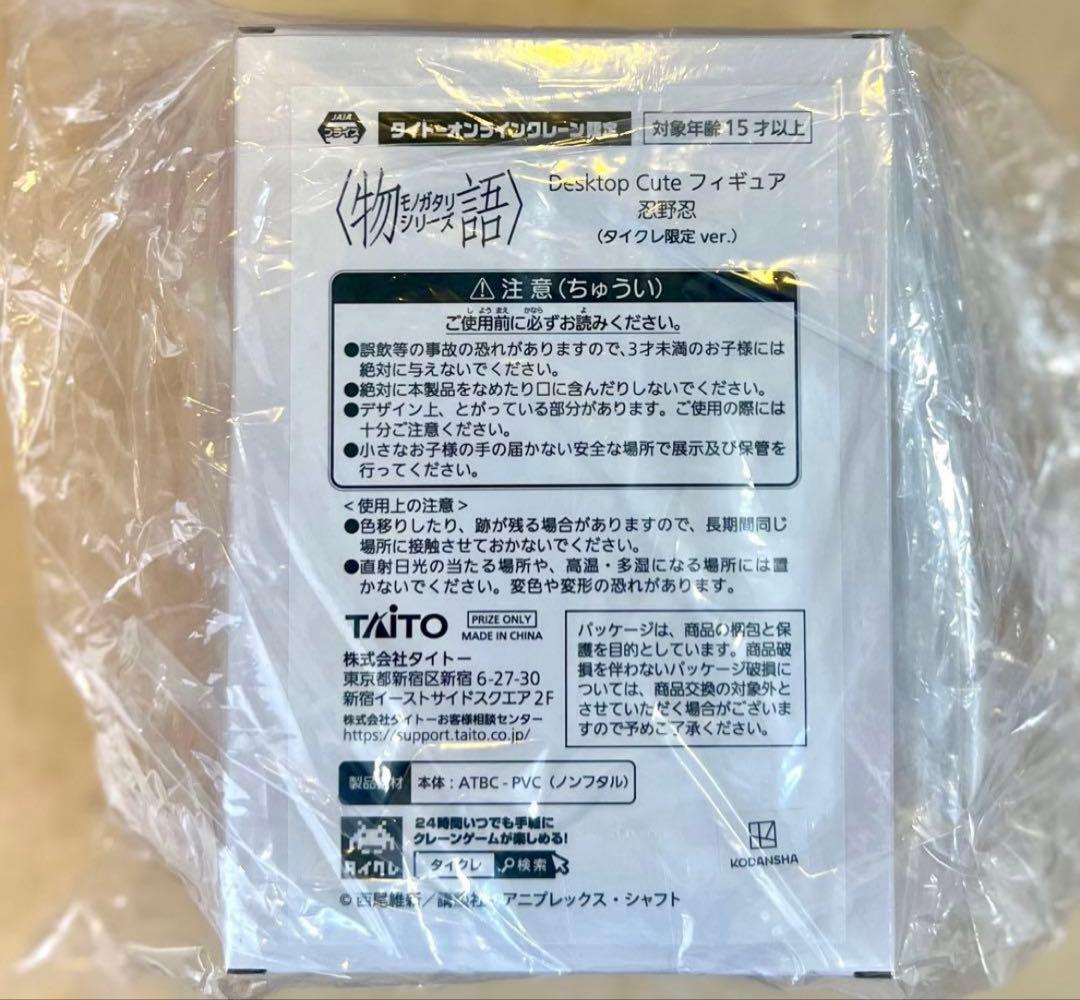 JAIA
プライズ
タイトーオンラインクレーン限定
対象年齢15才以上
〈物語〉
モノガタリ
シリーズ
Desktop Cute フィギュア
忍野忍
（タイクレ限定 ver.）
⚠注意（ちゅうい）
ご使用前に必ずお読みください。
●誤飲等の事故の恐れがありますので、3才未満のお子様には
絶対に与えないでください。
●絶対に本製品をなめたり口に含んだりしないでください。
●デザイン上、とがっている部分があります。ご使用の際には
十分ご注意ください。
●小さなお子様の手の届かない安全な場所で展示及び保管を
行ってください。
＜使用上の注意＞
●色移りしたり、跡が残る場合がありますので、長期間同じ
場所に接触させておかないでください。
●直射日光の当たる場所や、高温・多湿になる場所には置
かないでください。変色や変形の恐れがあります。
TAITO
PRIZE ONLY
MADE IN CHINA
株式会社タイトー
東京都新宿区新宿 6-27-30
新宿イーストサイドスクエア 2F
株式会社タイトーお客様相談センター
https://support.taito.co.jp/
パッケージは、商品の梱包と保
護を目的としています。商品破
損を伴わないパッケージ破損に
ついては、商品交換の対象外と
させていただく場合がございま
すので予めご了承ください。
製品素材
本体：ATBC-PVC（ノンフタル）
タイクレ
24時間いつでも手軽に
クレーンゲームが楽しめる!
タイクレ 検索
KODANSHA
© 西尾維新／講談社・アニプレックス・シャフト